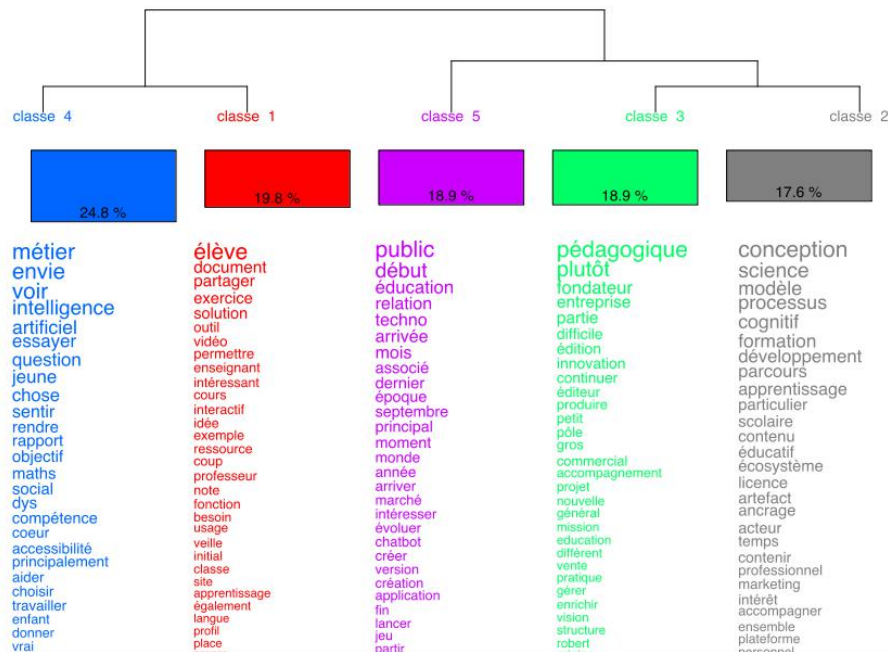 classe 4
classe 1
classe 5
classe 3
classe 2
24.8 %
19.8 %
18.9 %
18.9 %
17.6 %
métier
envie
voir
intelligence
artificiel
essayer
question
jeune
chose
sentir
rendre
rapport
objectif
maths
social
dys
compétence
coeur
accessibilité
principalement
aider
choisir
travailler
enfant
donner
vrai
élève
document
partager
exercice
solution
outil
vidéo
permettre
enseignant
intéressant
cours
interactif
idée
exemple
ressource
coup
professeur
note
fonction
besoin
usage
veille
initial
classe
site
apprentissage
également
langue
profil
place
public
début
éducation
relation
techno
arrivée
mois
associé
dernier
époque
septembre
principal
moment
monde
année
arriver
marché
intéresser
évoluer
chatbot
créer
version
création
application
fin
lancer
jeu
partir
pédagogique
plutôt
fondateur
entreprise
partie
difficile
édition
innovation
continuer
éditeur
produire
petit
pôle
gros
commercial
accompagnement
projet
nouvelle
général
mission
education
différent
vente
pratique
gérer
enrichir
vision
structure
robert
conception
science
modèle
processus
cognitif
formation
développement
parcours
apprentissage
particulier
scolaire
contenu
éducatif
écosystème
licence
artefact
ancrage
acteur
temps
contenir
professionnel
marketing
intérêt
accompagner
ensemble
plateforme
personnel